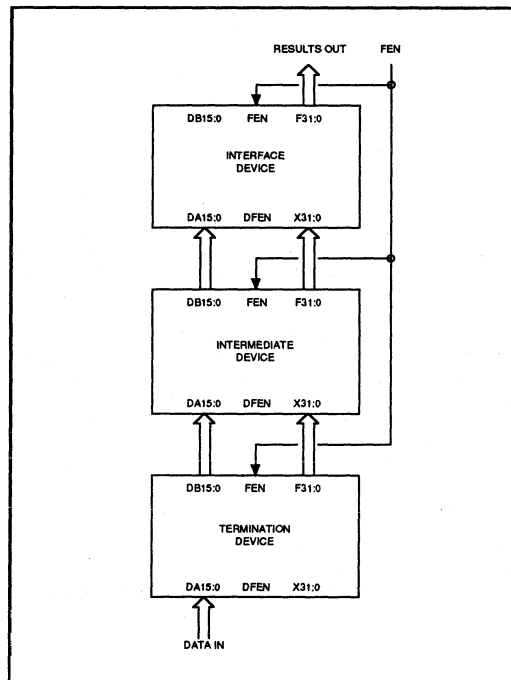 RESULTS OUT FEN
DB15:0 FEN F31:0
INTERFACE
DEVICE
DA15:0 DFEN X31:0
DB15:0 FEN F31:0
INTERMEDIATE
DEVICE
DA15:0 DFEN X31:0
DB15:0 FEN F31:0
TERMINATION
DEVICE
DA15:0 DFEN X31:0
DATA IN